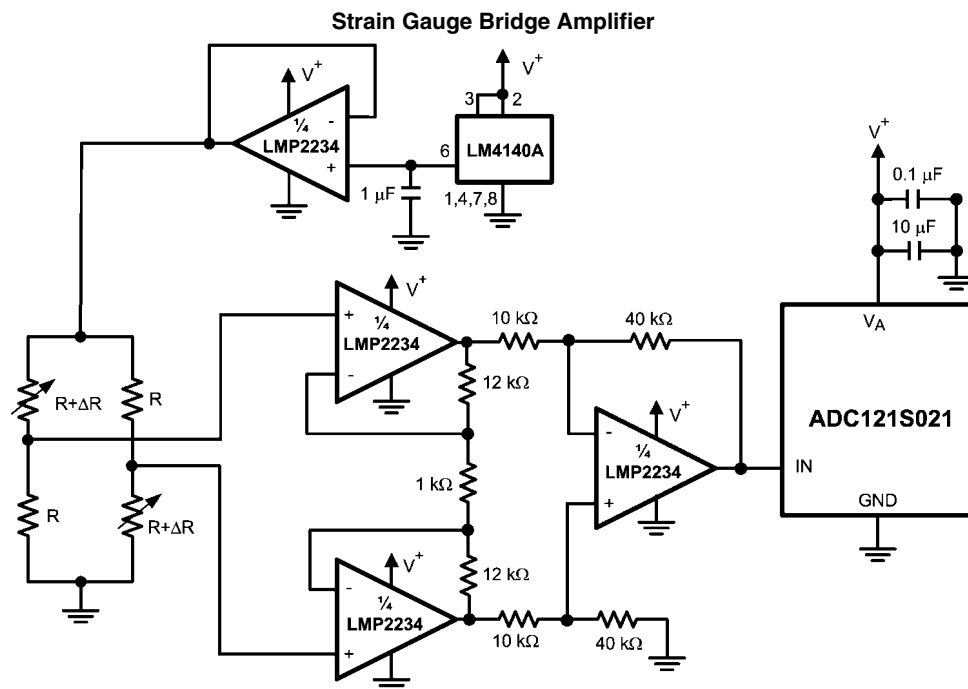 Strain Gauge Bridge Amplifier
V+
-
¼
LMP2234
+
V+
3
2
6
LM4140A
1 µF
1,4,7,8
V+
0.1 µF
10 µF
VA
ADC121S021
IN
GND
V+
+
¼
LMP2234
-
10 kΩ
40 kΩ
12 kΩ
R+ΔR
R
V+
-
¼
LMP2234
+
1 kΩ
R
R+ΔR
V+
-
¼
LMP2234
+
12 kΩ
10 kΩ
40 kΩ